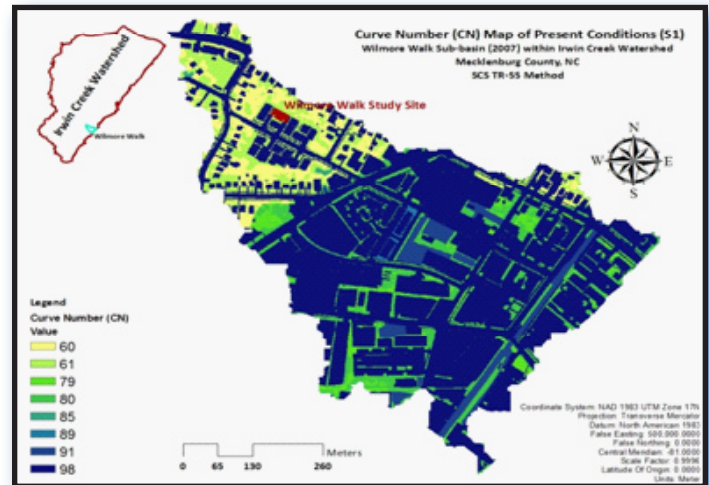 Curve Number (CN) Map of Present Conditions (S1)
Wilmore Walk Sub-basin (2007) within Irwin Creek Watershed
Mecklenburg County, NC
SCS TR-55 Method
Irwin Creek Watershed
Wilmore Walk
Wilmore Walk Study Site
N
W
E
S
Legend
Curve Number (CN)
Value
60
61
79
80
85
89
91
98
Meters
0 65 130 260
Coordinate System: NAD 1983 UTM Zone 17N
Projection: Transverse Mercator
Datum: North American 1983
False Easting: 500,000.0000
False Northing: 0.0000
Central Meridian: -81.0000
Scale Factor: 0.9996
Latitude Of Origin: 0.0000
Units: Meter